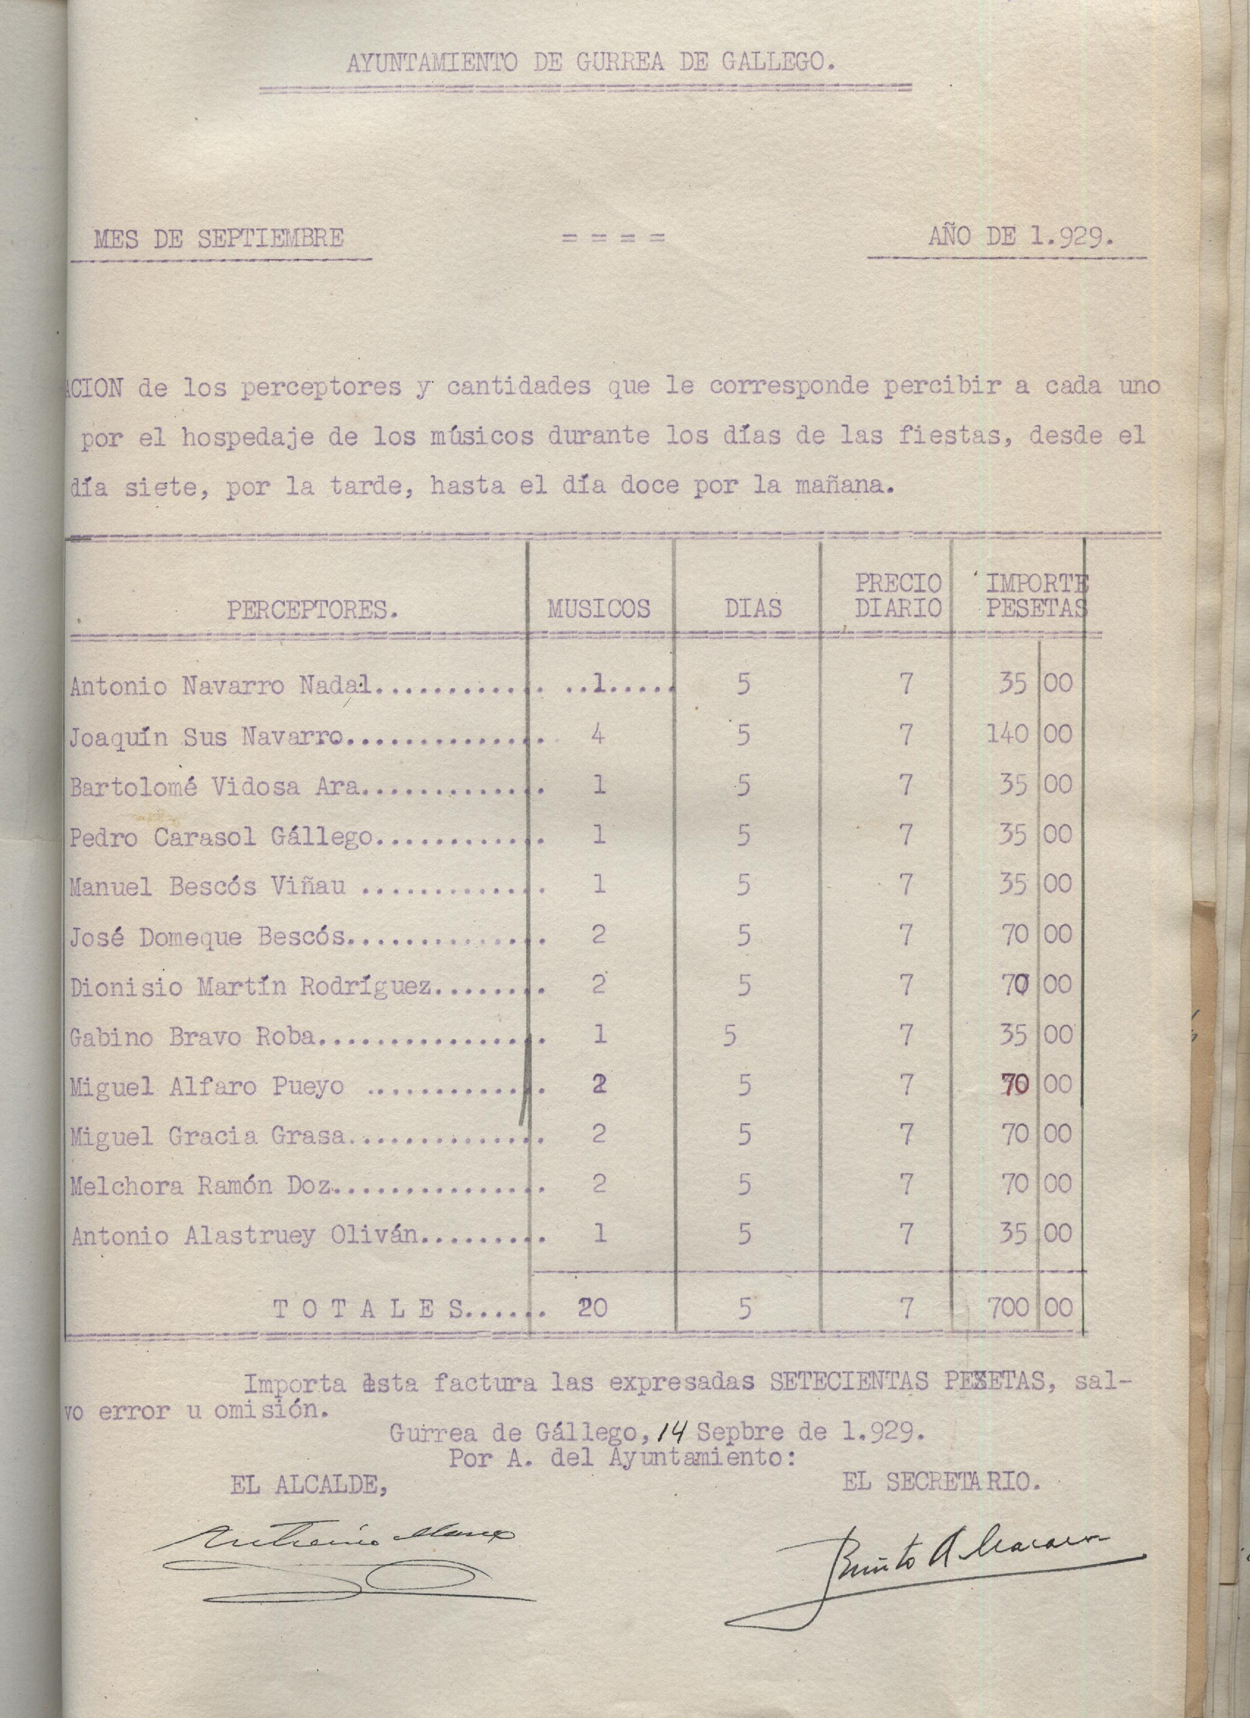 AYUNTAMIENTO DE GURREA DE GALLEGO.
MES DE SEPTIEMBRE = = = = AÑO DE 1.929.
ACION de los perceptores y cantidades que le corresponde percibir a cada uno
por el hospedaje de los músicos durante los días de las fiestas, desde el
día siete, por la tarde, hasta el día doce por la mañana.
PERCEPTORES. MUSICOS DIAS PRECIO DIARIO IMPORTE PESETAS
Antonio Navarro Nadal............ ..1..... 5 7 35 00
Joaquín Sus Navarro.............. 4 5 7 140 00
Bartolomé Vidosa Ara............. 1 5 7 35 00
Pedro Carasol Gállego............ 1 5 7 35 00
Manuel Bescós Viñau ............. 1 5 7 35 00
José Domeque Bescós.............. 2 5 7 70 00
Dionisio Martín Rodríguez........ 2 5 7 70 00
Gabino Bravo Roba................ 1 5 7 35 00
Miguel Alfaro Pueyo ............. 2 5 7 70 00
Miguel Gracia Grasa.............. 2 5 7 70 00
Melchora Ramón Doz............... 2 5 7 70 00
Antonio Alastruey Oliván......... 1 5 7 35 00
T O T A L E S...... 20 5 7 700 00
Importa esta factura las expresadas SETECIENTAS PESETAS, sal-
vo error u omisión.
Gurrea de Gállego, 14 Sepbre de 1.929.
Por A. del Ayuntamiento:
EL ALCALDE, EL SECRETARIO.
Antonio Benito